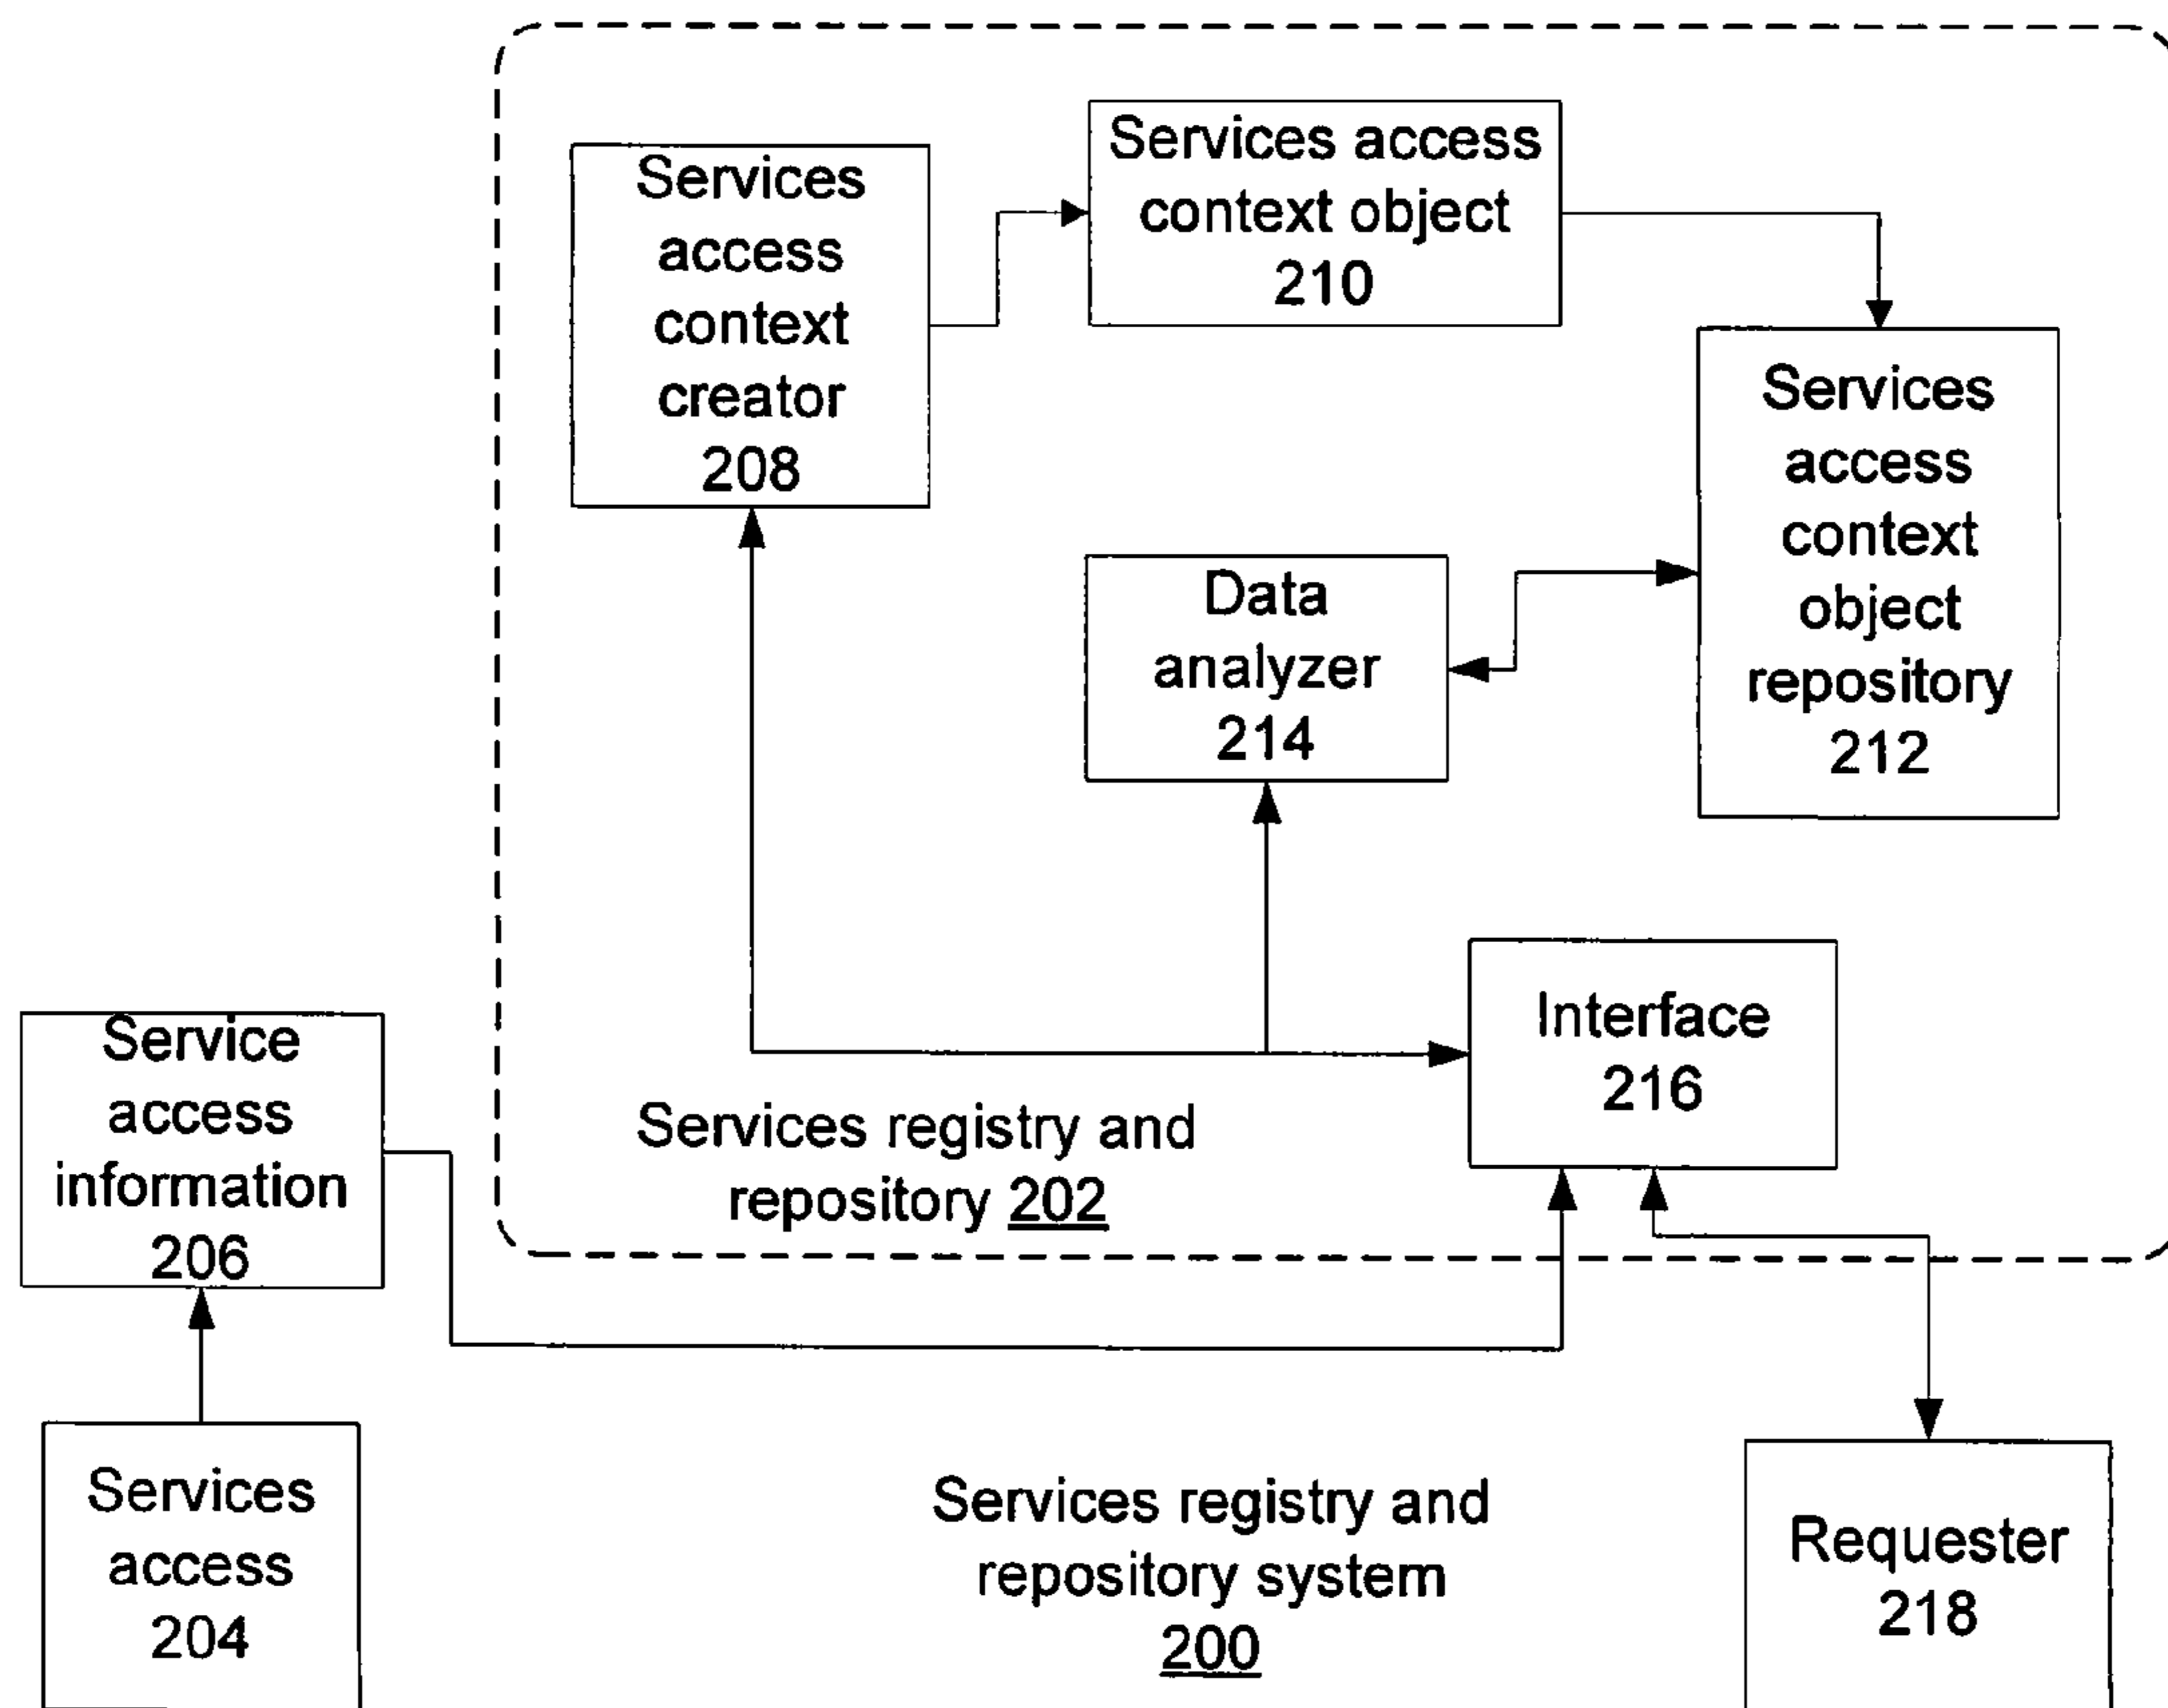 Services access
context object
210
Services
access
context
creator
208
Services
access
context
object
repository
212
Data
analyzer
214
Interface
216
Service
access
information
206
Services registry and
repository 202
Services
access
204
Services registry and
repository system
200
Requester
218